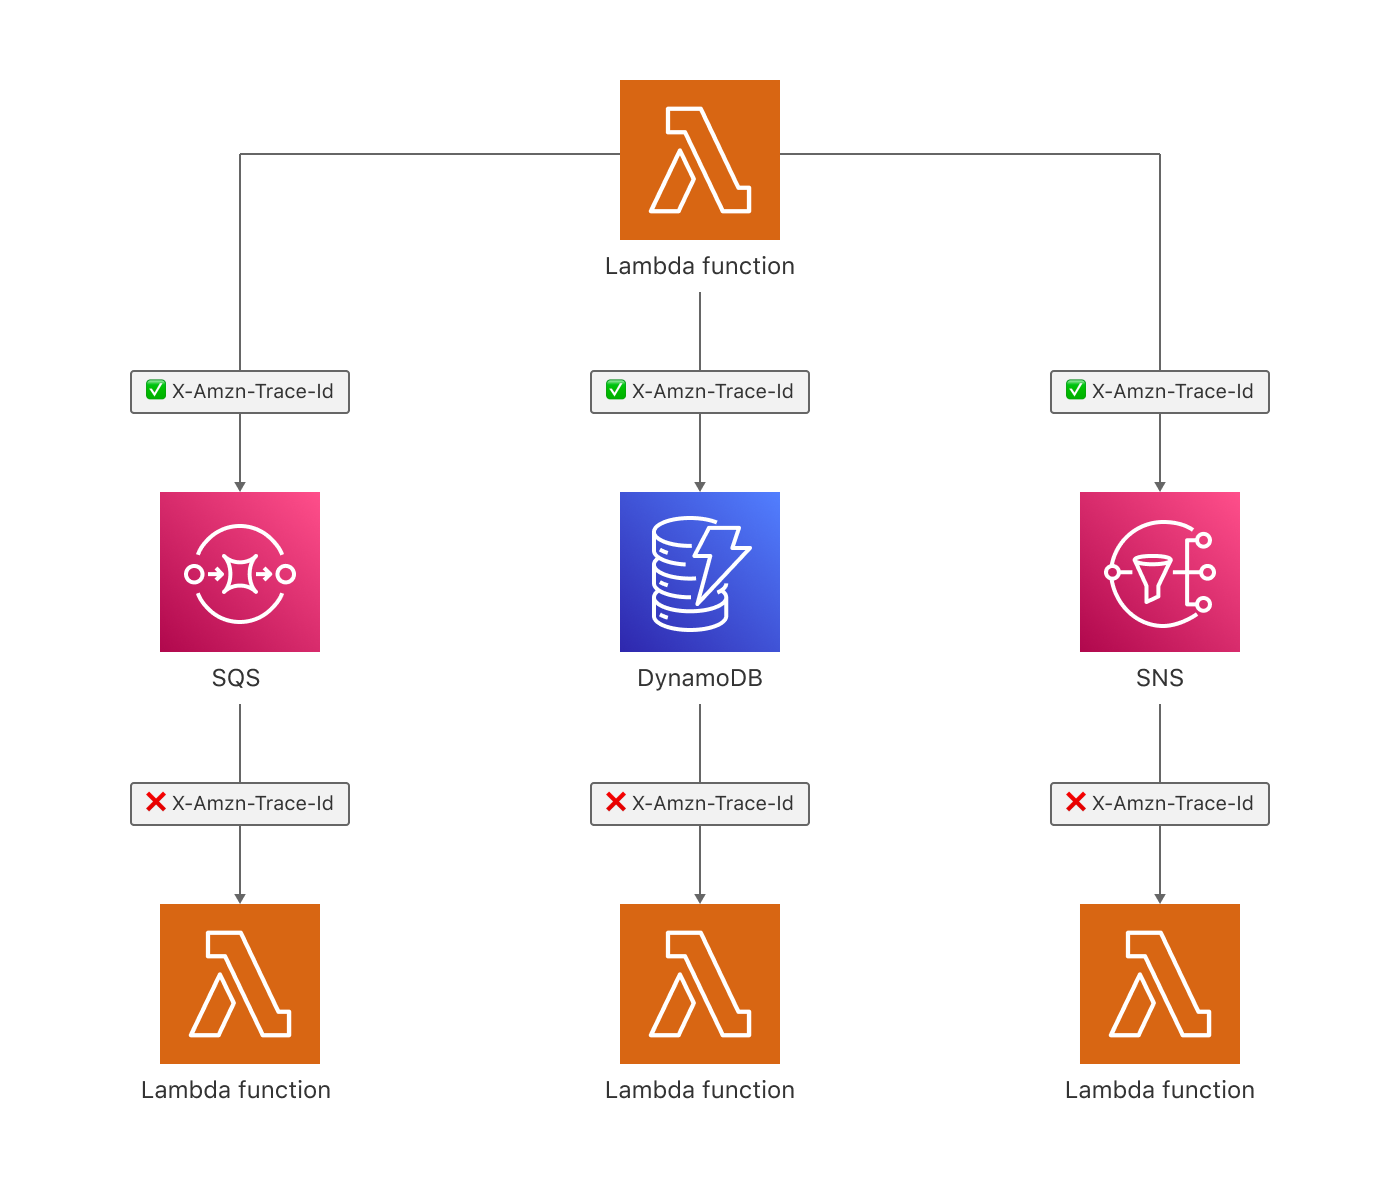 Lambda function
✅ X-Amzn-Trace-Id
✅ X-Amzn-Trace-Id
✅ X-Amzn-Trace-Id
SQS
DynamoDB
SNS
❌ X-Amzn-Trace-Id
❌ X-Amzn-Trace-Id
❌ X-Amzn-Trace-Id
Lambda function
Lambda function
Lambda function